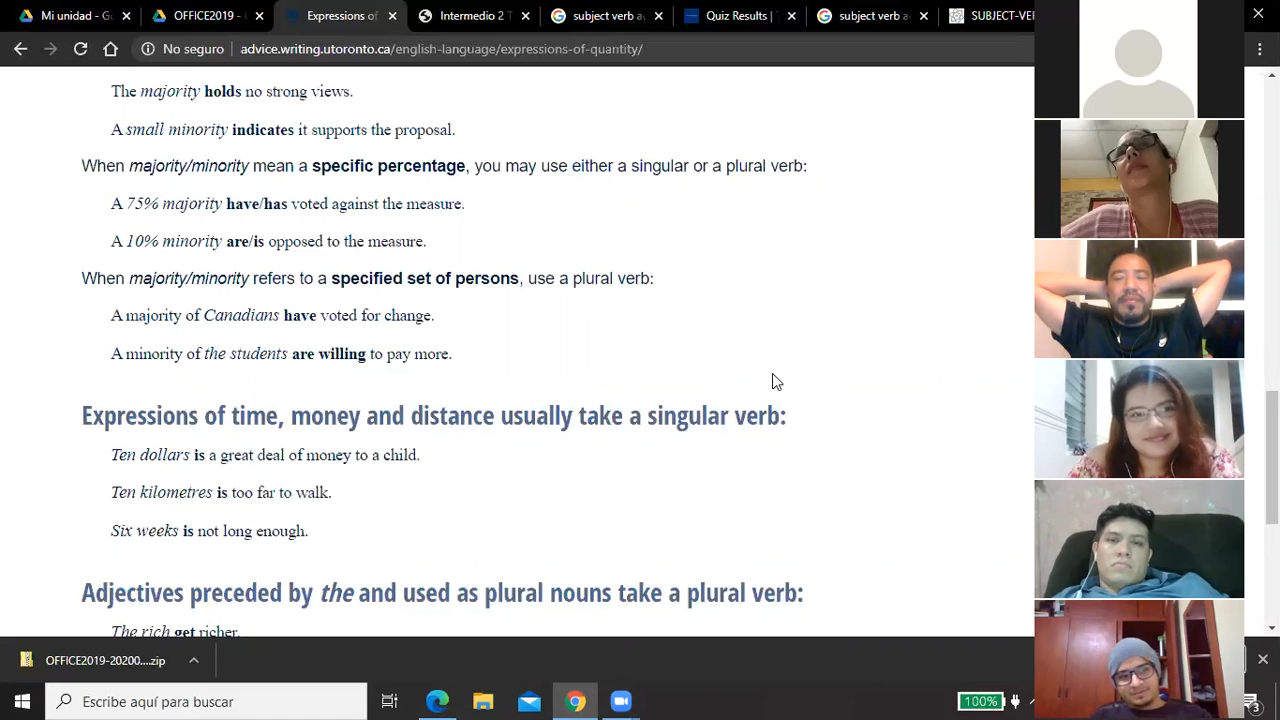 Mi unidad - G
OFFICE2019 -
Expressions of
Intermedio 2 T
subject verb a
Quiz Results |
subject verb a
SUBJECT-VE
No seguro
advice.writing.utoronto.ca/english-language/expressions-of-quantity/
The majority holds no strong views.
A small minority indicates it supports the proposal.
When majority/minority mean a specific percentage, you may use either a singular or a plural verb:
A 75% majority have/has voted against the measure.
A 10% minority are/is opposed to the measure.
When majority/minority refers to a specified set of persons, use a plural verb:
A majority of Canadians have voted for change.
A minority of the students are willing to pay more.
Expressions of time, money and distance usually take a singular verb:
Ten dollars is a great deal of money to a child.
Ten kilometres is too far to walk.
Six weeks is not long enough.
Adjectives preceded by the and used as plural nouns take a plural verb:
The rich get richer.
OFFICE2019-20200....zip
Escribe aquí para buscar
100%
3